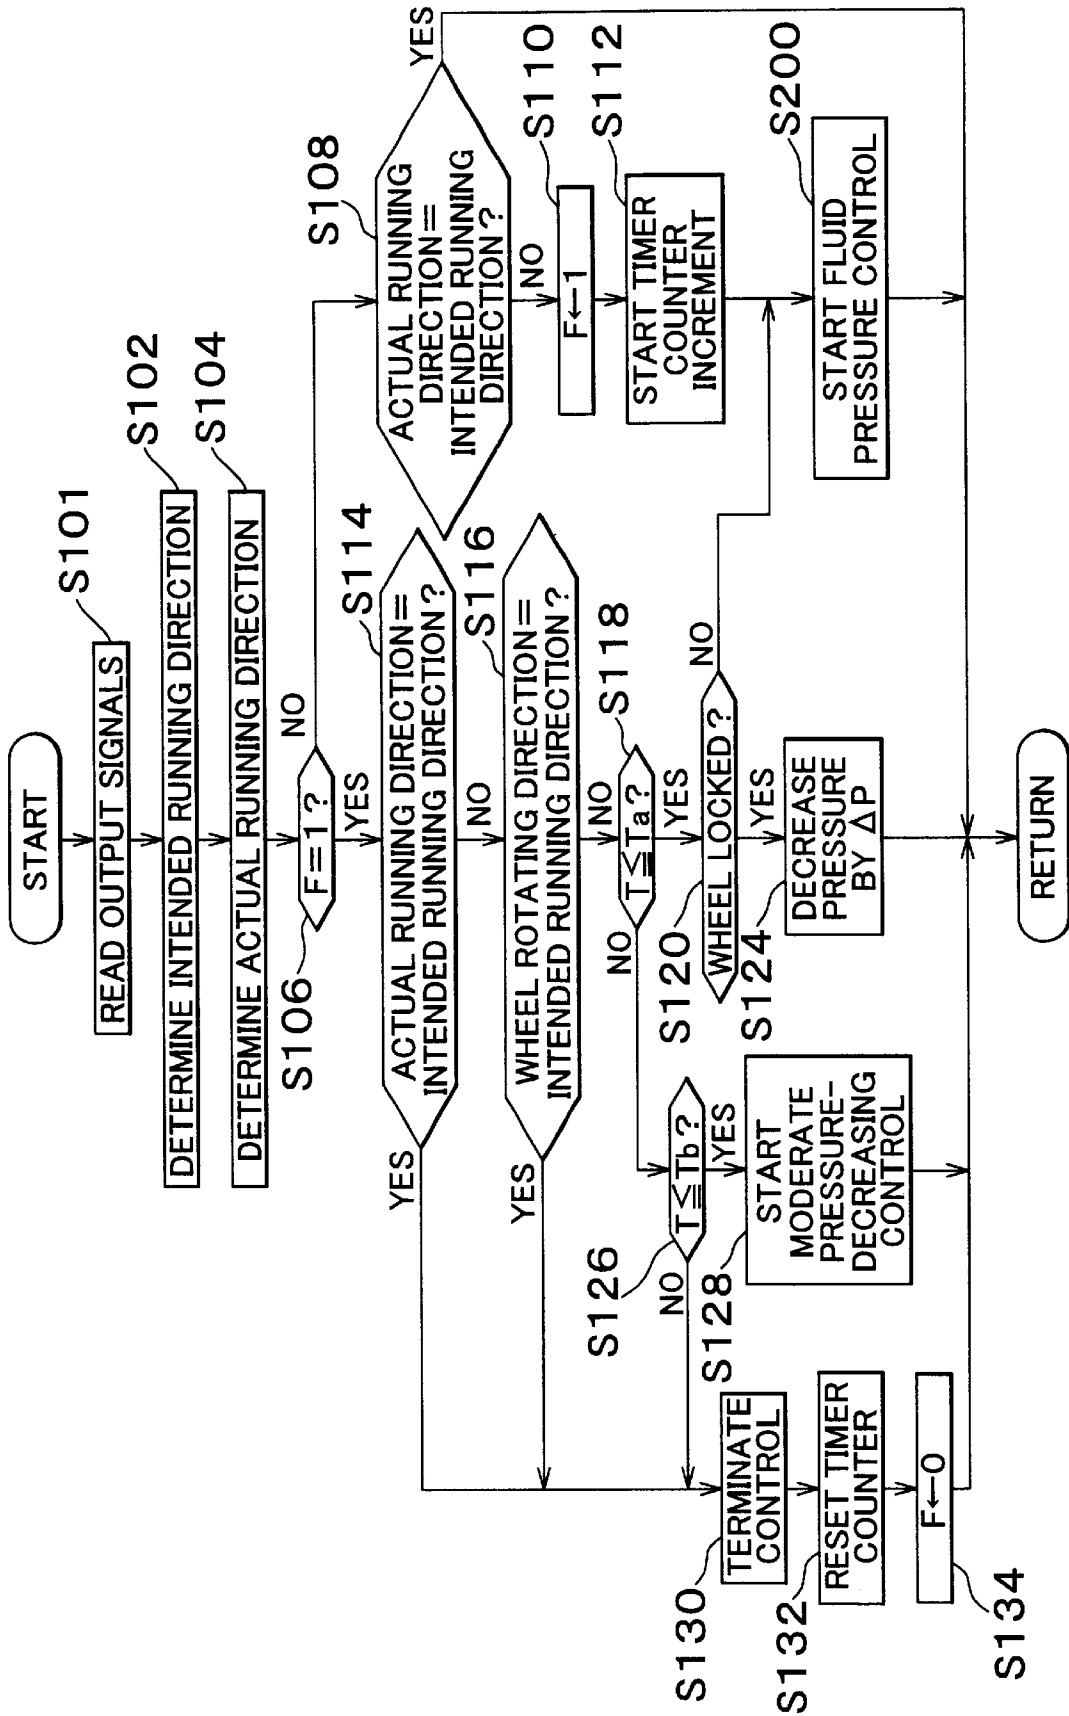 START
READ OUTPUT SIGNALS
S101
DETERMINE INTENDED RUNNING DIRECTION
S102
DETERMINE ACTUAL RUNNING DIRECTION
S104
F=1?
S106
NO
YES
ACTUAL RUNNING
DIRECTION=
INTENDED RUNNING
DIRECTION?
S108
YES
NO
F←1
S110
START TIMER
COUNTER
INCREMENT
S112
START FLUID
PRESSURE CONTROL
S200
ACTUAL RUNNING DIRECTION=
INTENDED RUNNING DIRECTION?
S114
YES
NO
WHEEL ROTATING DIRECTION=
INTENDED RUNNING DIRECTION?
S116
YES
NO
T≦Ta?
S118
NO
YES
WHEEL LOCKED?
S120
NO
YES
DECREASE
PRESSURE
BY ΔP
S124
T≦Tb?
S126
NO
YES
START
MODERATE
PRESSURE-
DECREASING
CONTROL
S128
TERMINATE
CONTROL
S130
RESET TIMER
COUNTER
S132
F←0
S134
RETURN